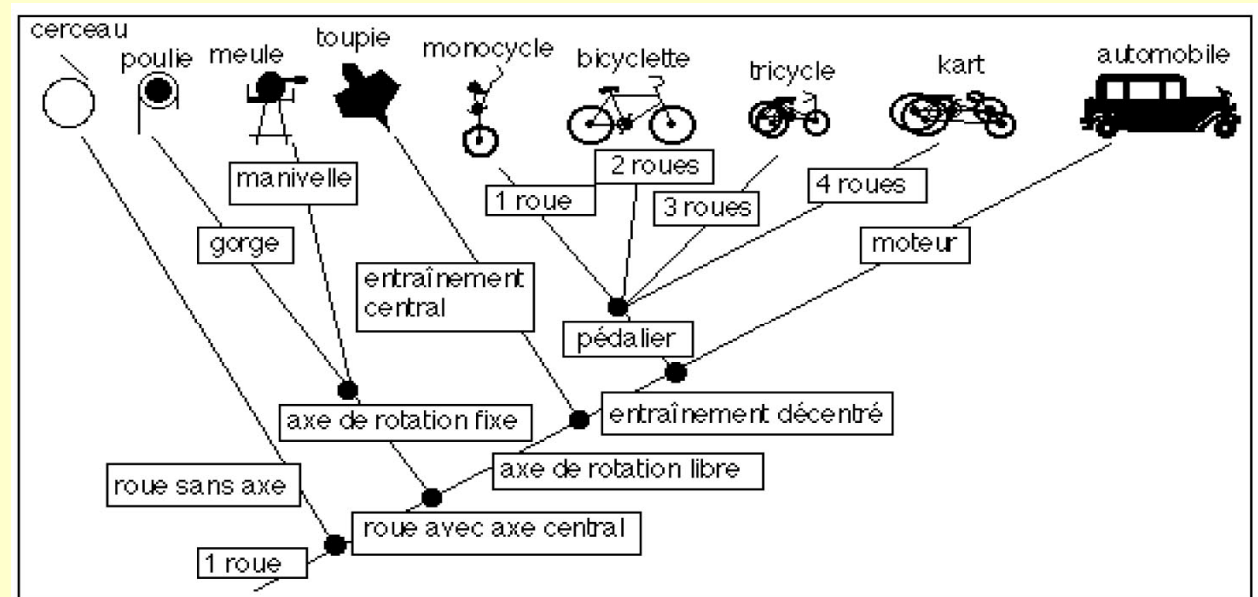 cerceau
poulie
meule
toupie
monocycle
bicyclette
tricycle
kart
automobile
manivelle
2 roues
1 roue
3 roues
4 roues
gorge
moteur
entraînement
central
pédalier
axe de rotation fixe
entraînement décentré
axe de rotation libre
roue sans axe
roue avec axe central
1 roue